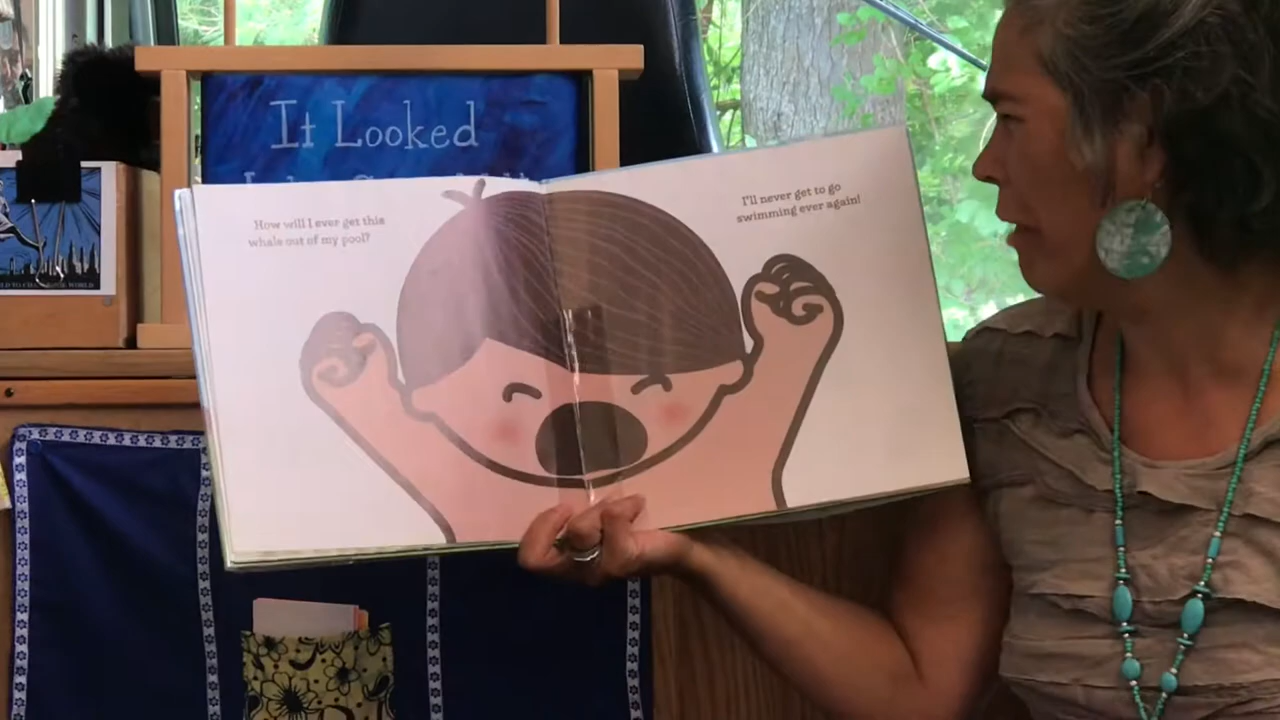 It Looked
How will I ever get this
whale out of my pool?
I'll never get to go
swimming ever again!